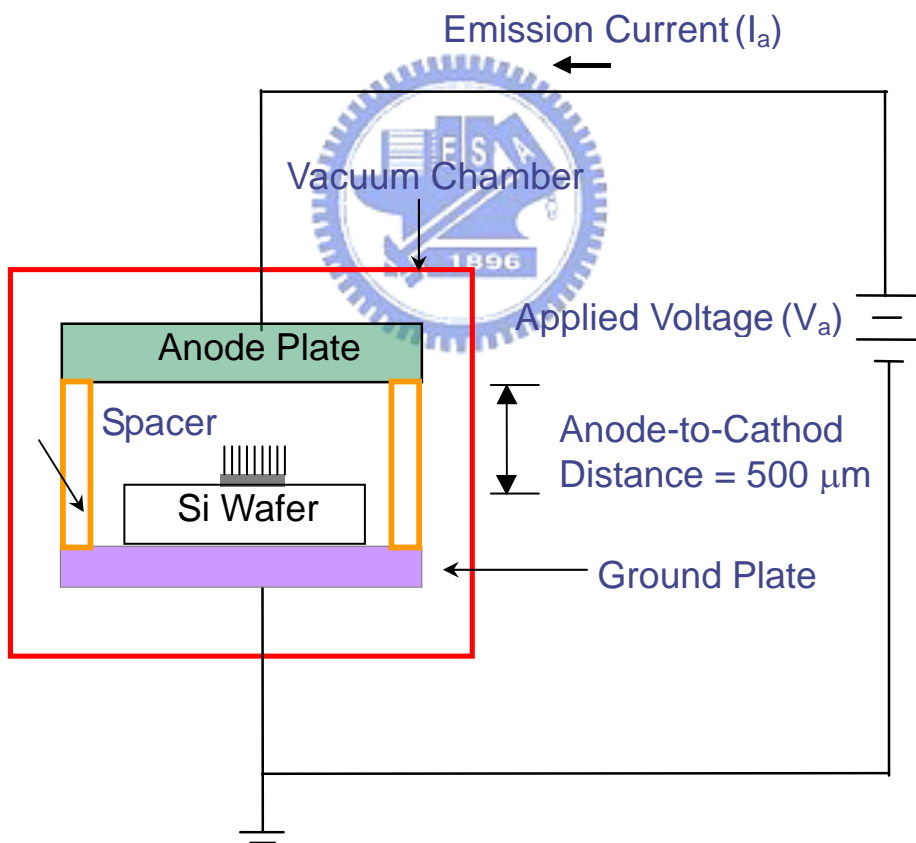 Emission Current (Iₐ)
E S A
Vacuum Chamber
1896
Applied Voltage (Vₐ)
Anode Plate
Spacer
Anode-to-Cathod
Distance = 500 μm
Si Wafer
Ground Plate